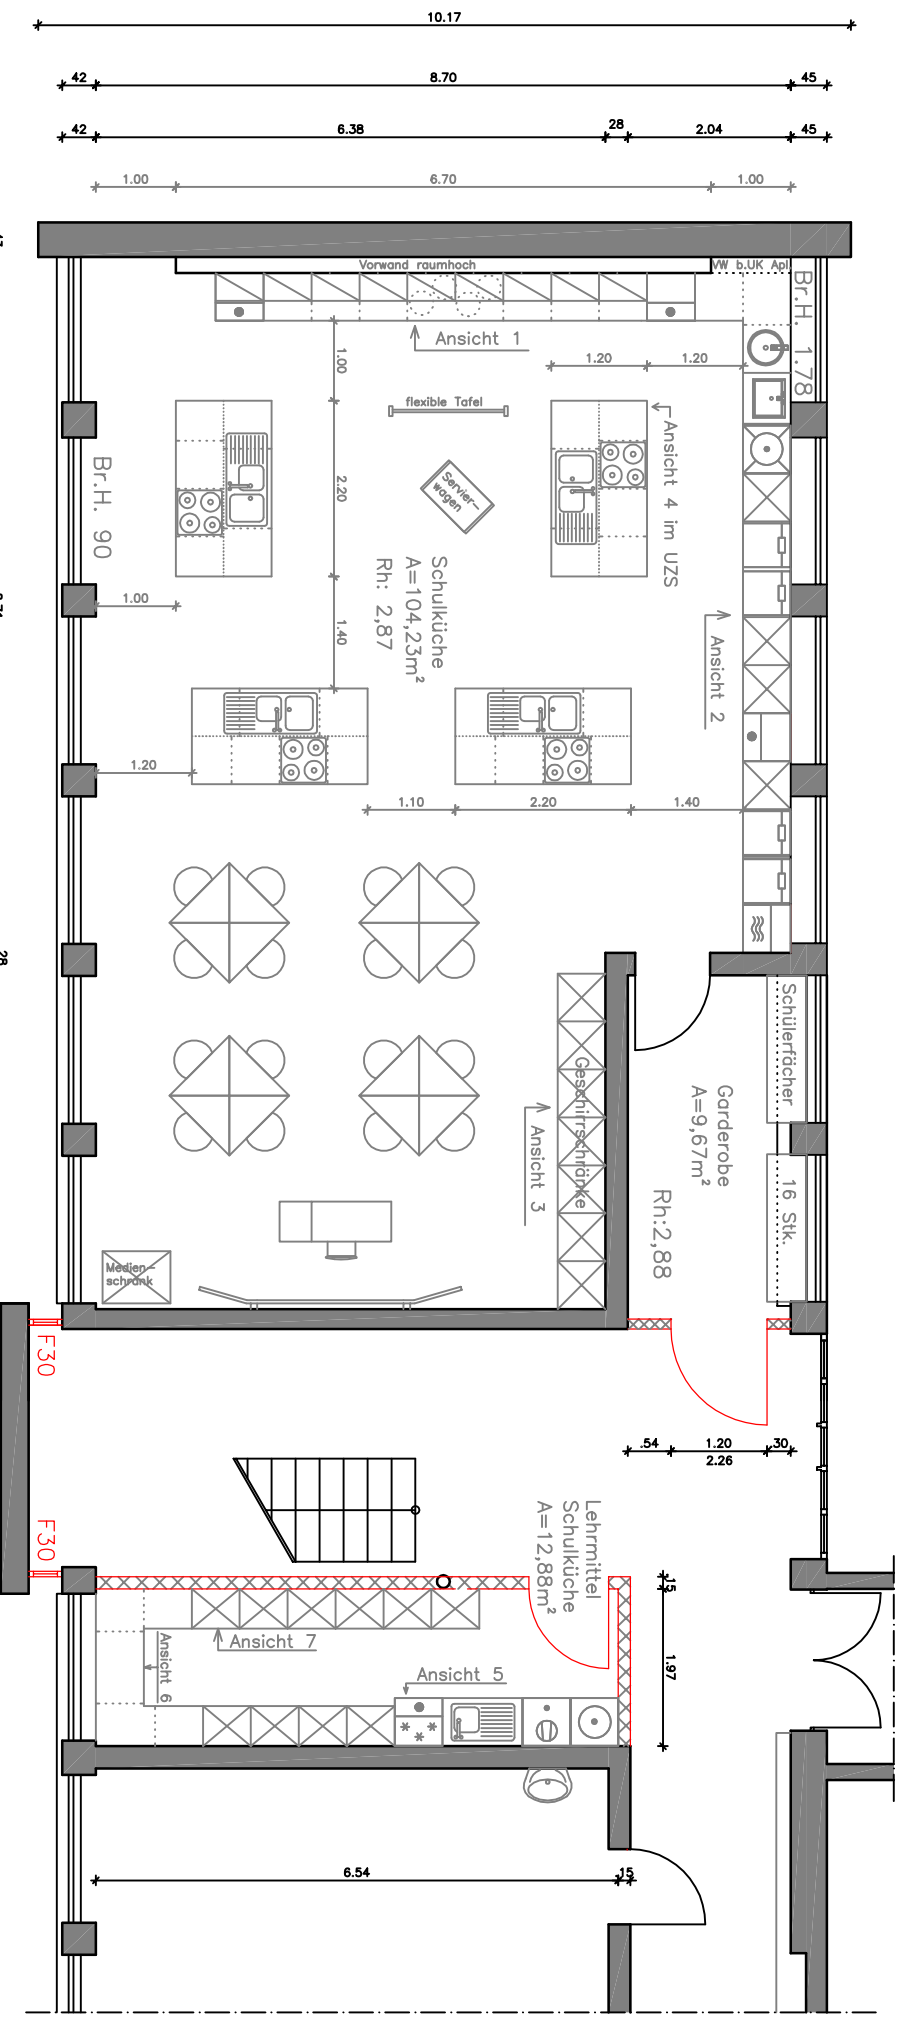 10.17
42
8.70
45
42
6.38
28
2.04
45
1.00
6.70
1.00
Vorwand raumhoch
VW b.UK Apl.
Br.H. 1.78
Ansicht 1
1.00
1.20
1.20
flexible Tafel
Ansicht 4 im UZS
Br.H. 90
2.20
Servier-
wagen
Schulküche
A=104,23m²
Rh: 2,87
1.00
1.40
Ansicht 2
1.20
1.10
2.20
1.40
28
Schülerfächer
16 Stk.
Geschirrschränke
Ansicht 3
Garderobe
A=9,67m²
Rh:2,88
Medien-
schrank
F30
.54
1.20
30
2.26
F30
Lehrmittel
Schulküche
A=12,88m²
15
1.97
Ansicht 7
Ansicht 6
Ansicht 5
6.54
15